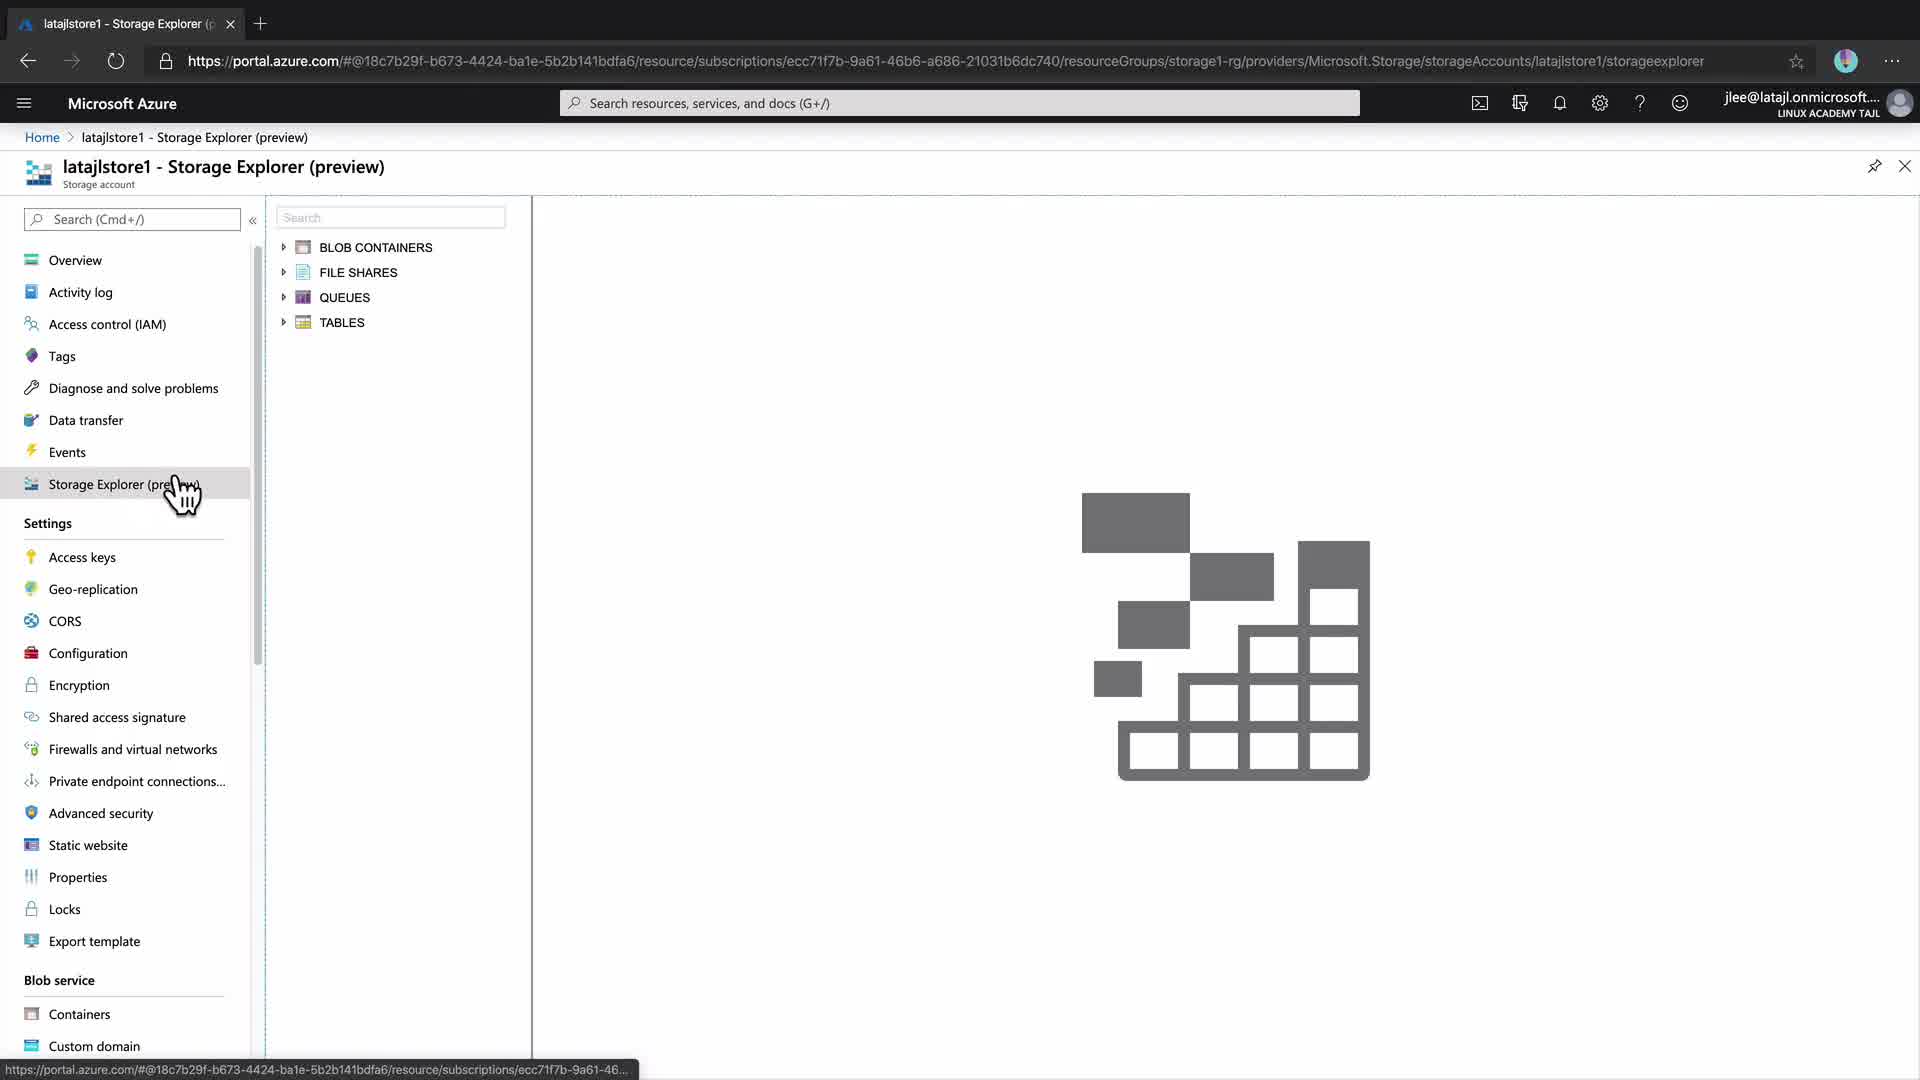 latajlstore1 - Storage Explorer (p
https://portal.azure.com/#@18c7b29f-b673-4424-ba1e-5b2b141bdfa6/resource/subscriptions/ecc71f7b-9a61-46b6-a686-21031b6dc740/resourceGroups/storage1-rg/providers/Microsoft.Storage/storageAccounts/latajlstore1/storageexplorer
Microsoft Azure
Search resources, services, and docs (G+/)
jlee@latajl.onmicrosoft....
LINUX ACADEMY TAJL
Home > latajlstore1 - Storage Explorer (preview)
latajlstore1 - Storage Explorer (preview)
Storage account
Search (Cmd+/)
«
Overview
Activity log
Access control (IAM)
Tags
Diagnose and solve problems
Data transfer
Events
Storage Explorer (preview)
Settings
Access keys
Geo-replication
CORS
Configuration
Encryption
Shared access signature
Firewalls and virtual networks
Private endpoint connections...
Advanced security
Static website
Properties
Locks
Export template
Blob service
Containers
Custom domain
Search
BLOB CONTAINERS
FILE SHARES
QUEUES
TABLES
https://portal.azure.com/#@18c7b29f-b673-4424-ba1e-5b2b141bdfa6/resource/subscriptions/ecc71f7b-9a61-46...